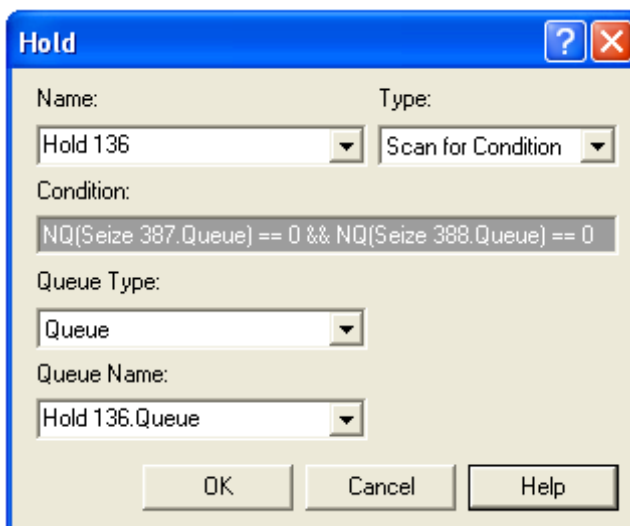 Hold
Name: Type:
Hold 136 Scan for Condition
Condition:
NQ(Seize 387.Queue) == 0 && NQ(Seize 388.Queue) == 0
Queue Type:
Queue
Queue Name:
Hold 136.Queue
OK Cancel Help